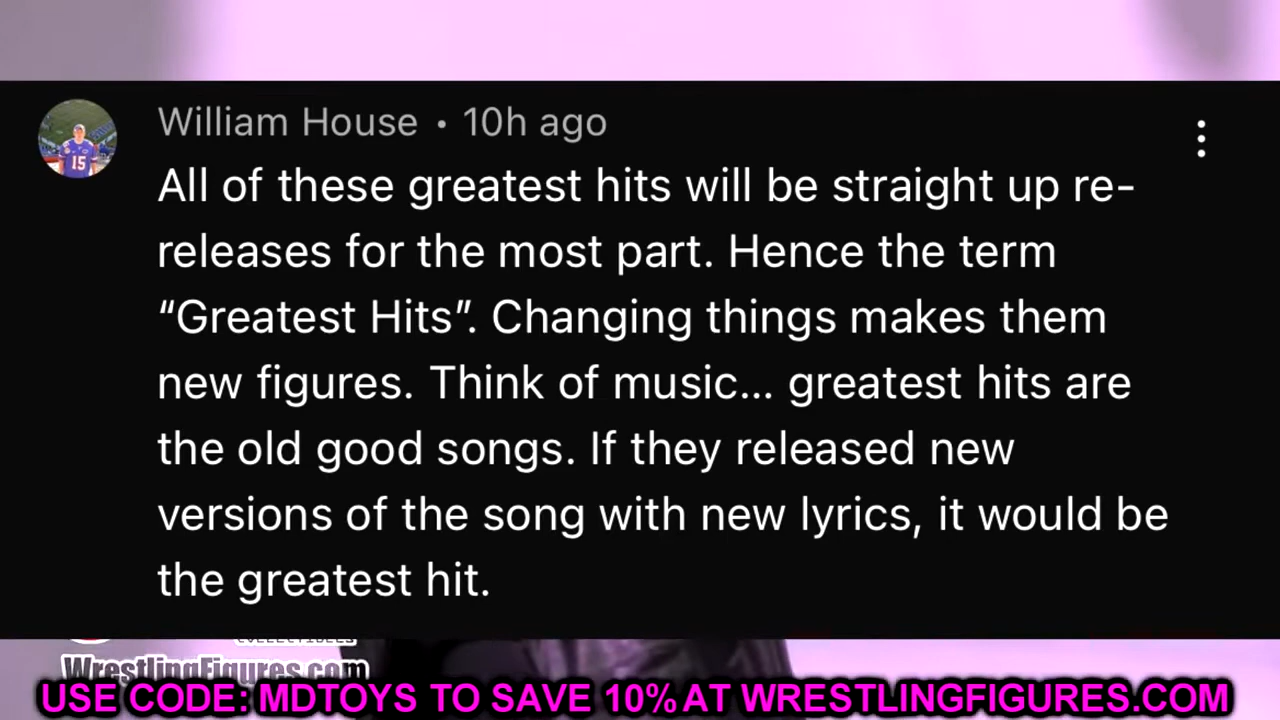 William House • 10h ago
All of these greatest hits will be straight up re-
releases for the most part. Hence the term
“Greatest Hits”. Changing things makes them
new figures. Think of music... greatest hits are
the old good songs. If they released new
versions of the song with new lyrics, it would be
the greatest hit.
15
WrestlingFigures.com
USE CODE: MDTOYS TO SAVE 10% AT WRESTLINGFIGURES.COM